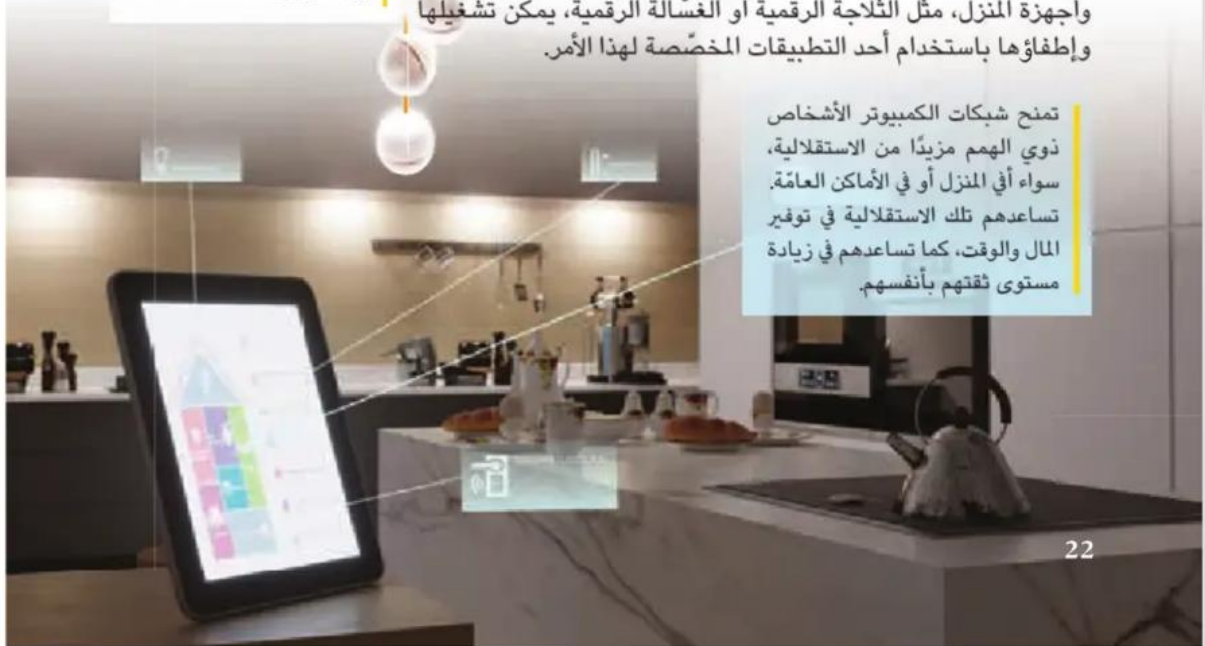 وأجهزة المنزل، مثل الثلاجة الرقمية أو الغسّالة الرقمية، يمكن تشغيلها
وإطفاؤها باستخدام أحد التطبيقات المخصّصة لهذا الأمر.
تمنح شبكات الكمبيوتر الأشخاص
ذوي الهمم مزيدًا من الاستقلالية،
سواء أفي المنزل أو في الأماكن العامّة.
تساعدهم تلك الاستقلالية في توفير
المال والوقت، كما تساعدهم في زيادة
مستوى ثقتهم بأنفسهم.
22